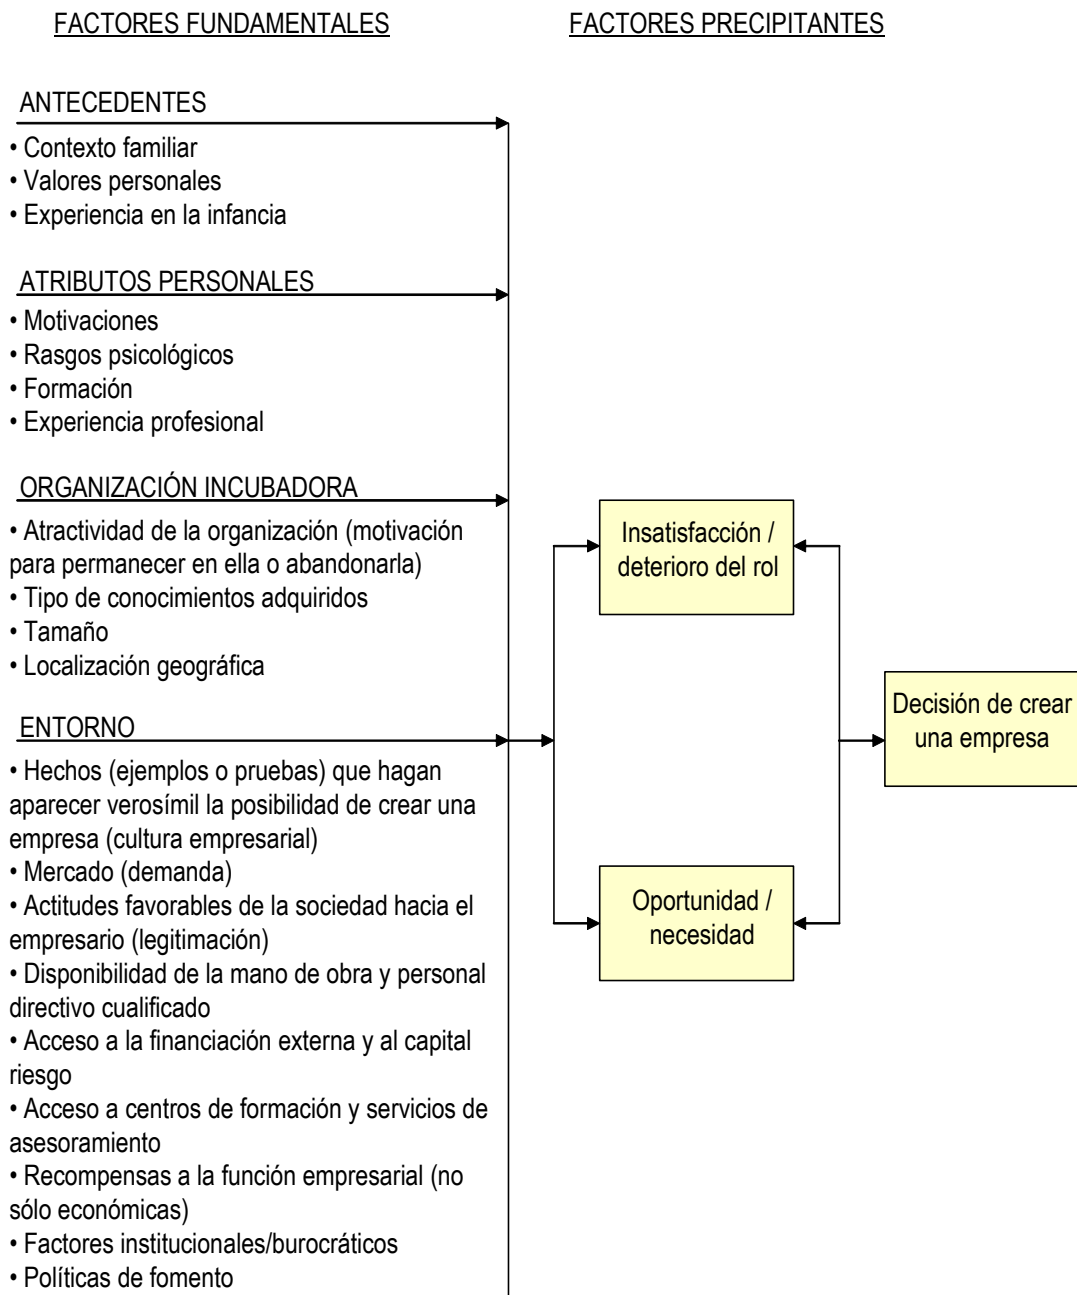 FACTORES FUNDAMENTALES
FACTORES PRECIPITANTES
ANTECEDENTES
• Contexto familiar
• Valores personales
• Experiencia en la infancia
ATRIBUTOS PERSONALES
• Motivaciones
• Rasgos psicológicos
• Formación
• Experiencia profesional
ORGANIZACIÓN INCUBADORA
• Atractividad de la organización (motivación
para permanecer en ella o abandonarla)
• Tipo de conocimientos adquiridos
• Tamaño
• Localización geográfica
ENTORNO
• Hechos (ejemplos o pruebas) que hagan
aparecer verosímil la posibilidad de crear una
empresa (cultura empresarial)
• Mercado (demanda)
• Actitudes favorables de la sociedad hacia el
empresario (legitimación)
• Disponibilidad de la mano de obra y personal
directivo cualificado
• Acceso a la financiación externa y al capital
riesgo
• Acceso a centros de formación y servicios de
asesoramiento
• Recompensas a la función empresarial (no
sólo económicas)
• Factores institucionales/burocráticos
• Políticas de fomento
Insatisfacción /
deterioro del rol
Oportunidad /
necesidad
Decisión de crear
una empresa